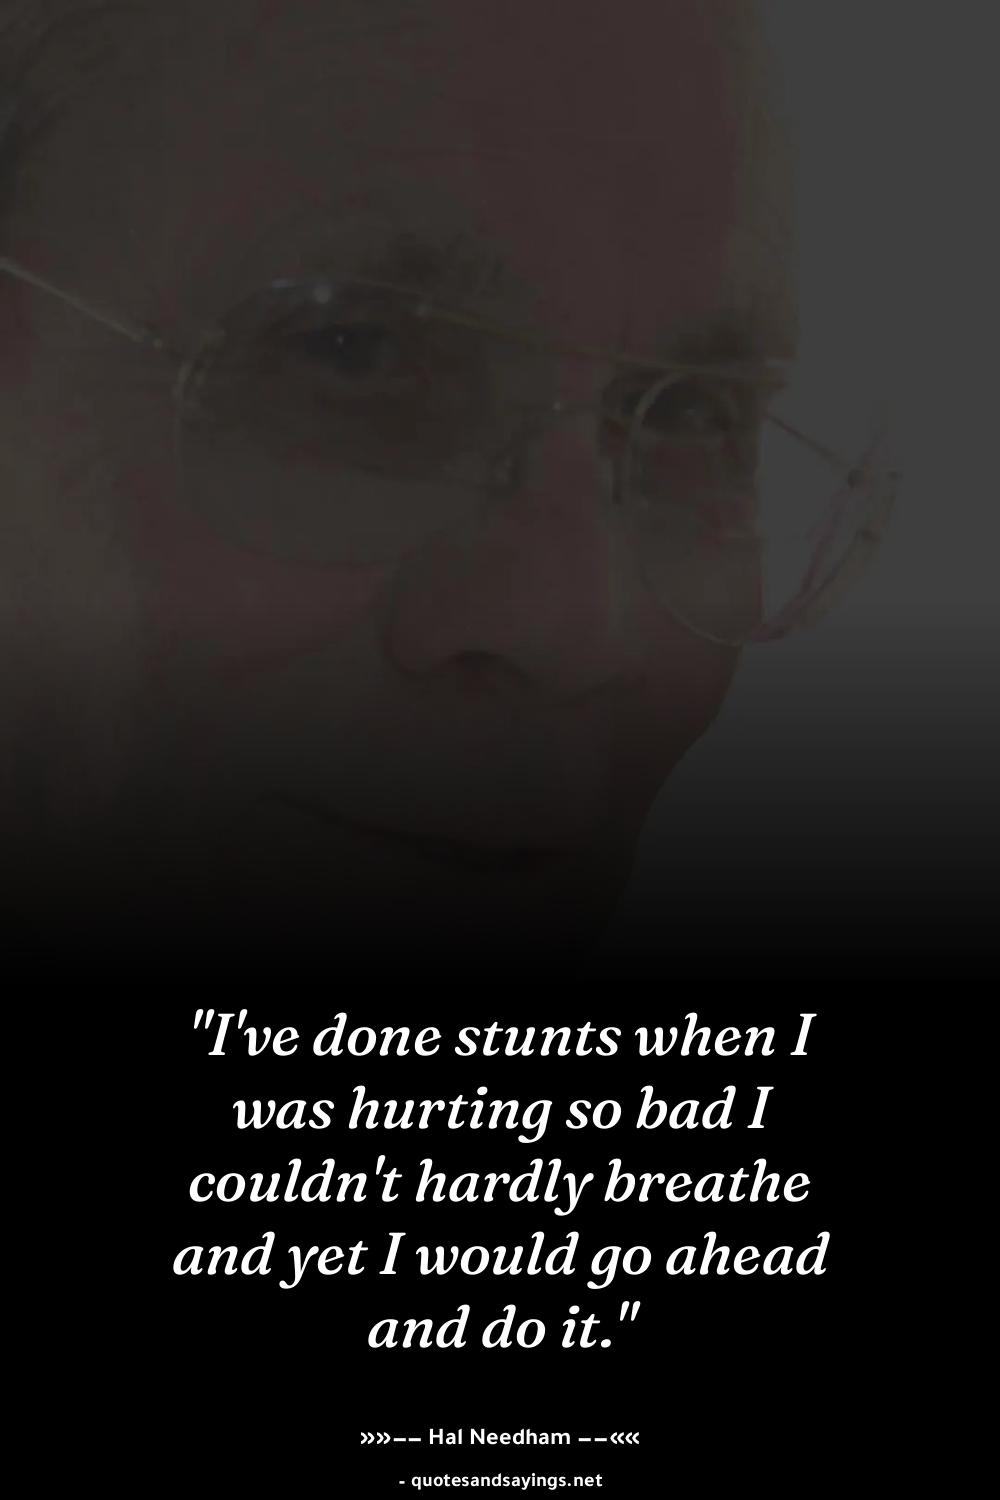 "I've done stunts when I
was hurting so bad I
couldn't hardly breathe
and yet I would go ahead
and do it."
»»−− Hal Needham −−««
- quotesandsayings.net